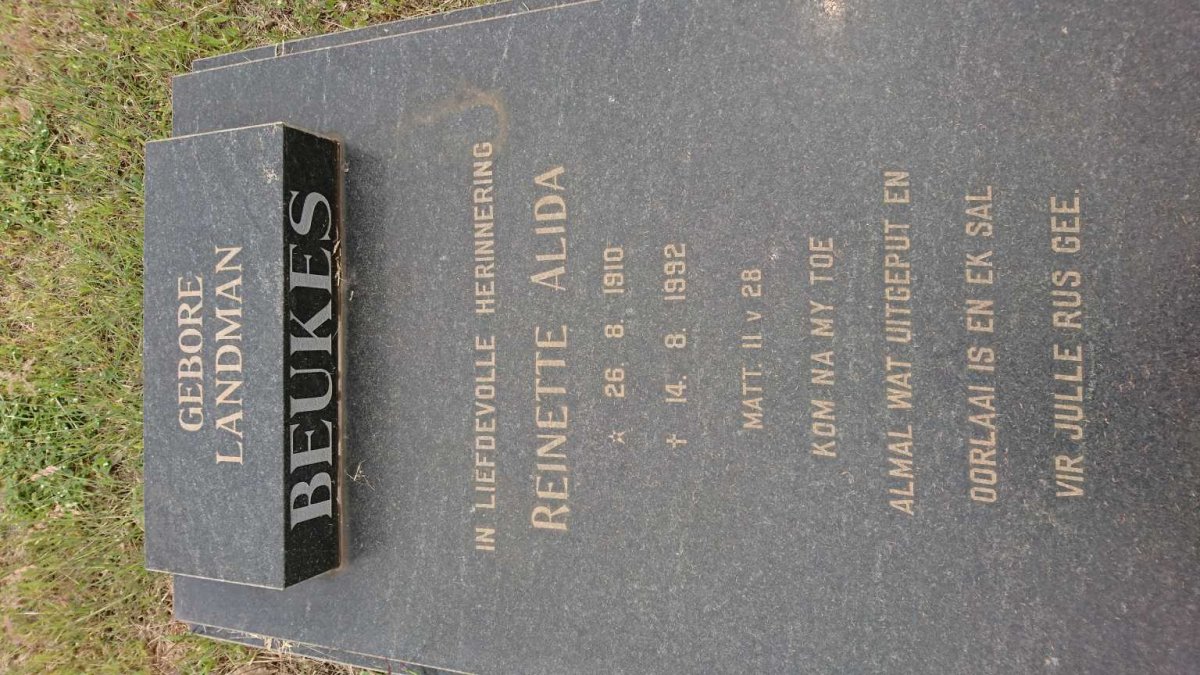 GEBORE
LANDMAN
BEUKES
IN LIEFDEVOLLE HERINNERING
REINETTE ALIDA
☆ 26. 8. 1910
✝ 14. 8. 1992
MATT. 11 v 28
KOM NA MY TOE
ALMAL WAT UITGEPUT EN
OORLAAI IS EN EK SAL
VIR JULLE RUS GEE.